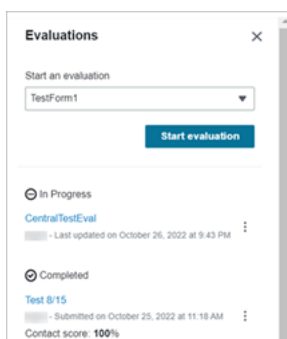 Evaluations
Start an evaluation
TestForm1
Start evaluation
In Progress
CentralTestEval
- Last updated on October 26, 2022 at 9:43 PM
Completed
Test 8/15
- Submitted on October 25, 2022 at 11:18 AM
Contact score: 100%